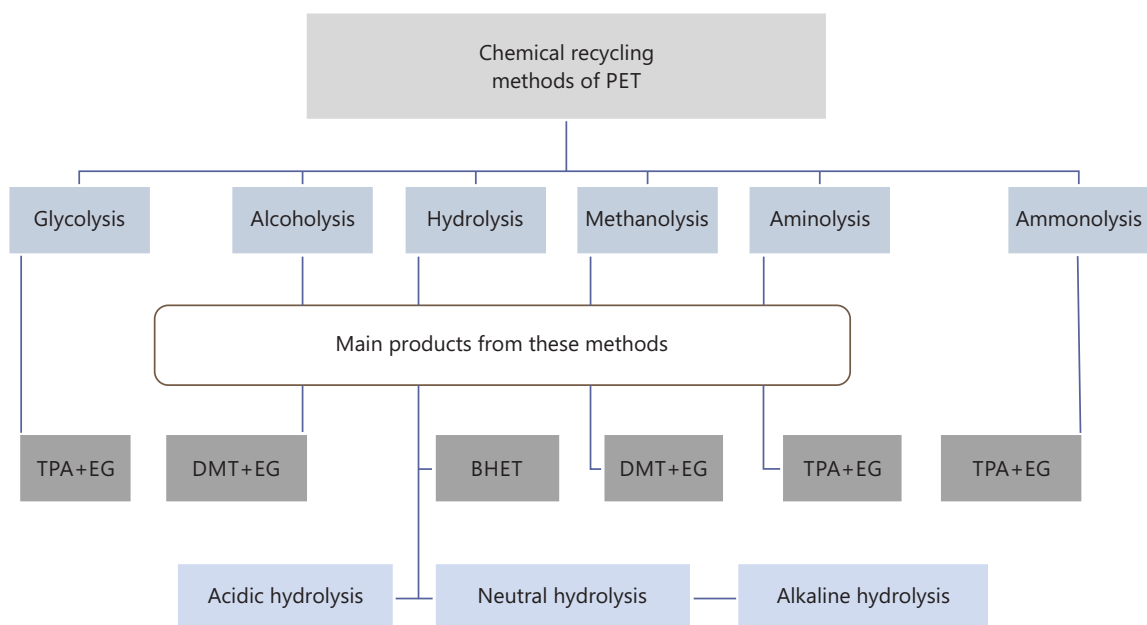 Chemical recycling
methods of PET
Glycolysis
Alcoholysis
Hydrolysis
Methanolysis
Aminolysis
Ammonolysis
Main products from these methods
TPA+EG
DMT+EG
BHET
DMT+EG
TPA+EG
TPA+EG
Acidic hydrolysis
Neutral hydrolysis
Alkaline hydrolysis